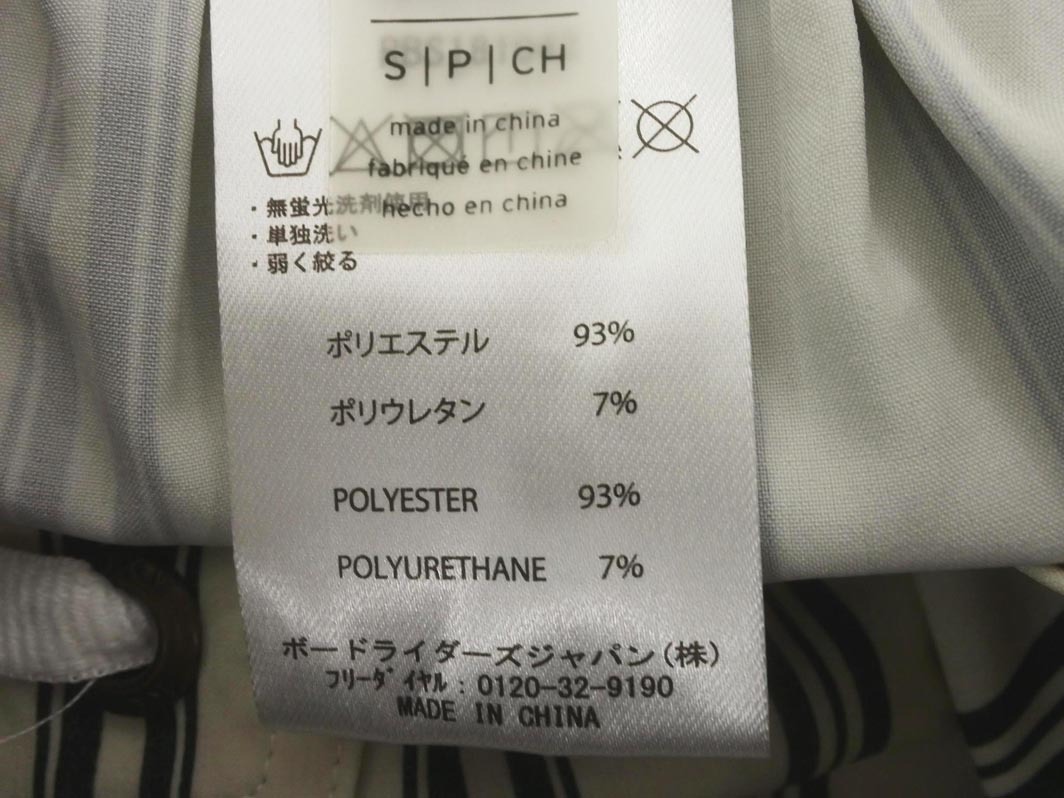 S|P|CH
made in china
fabriqué en chine
hecho en china
・無蛍光洗剤使用
・単独洗い
・弱く絞る
ポリエステル 93%
ポリウレタン 7%
POLYESTER 93%
POLYURETHANE 7%
ボードライダーズジャパン(株)
フリーダイヤル:0120-32-9190
MADE IN CHINA